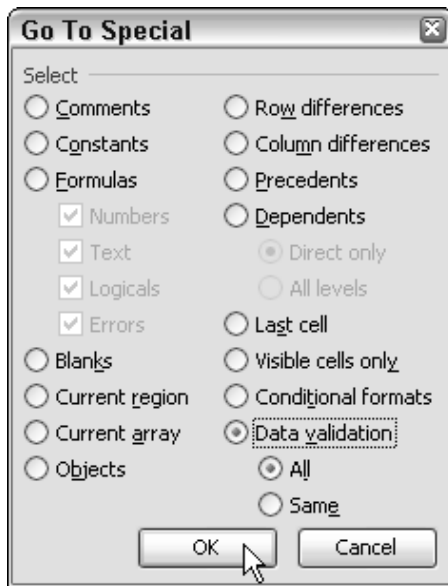 Go To Special
Select
Comments
Constants
Formulas
Numbers
Text
Logicals
Errors
Blanks
Current region
Current array
Objects
Row differences
Column differences
Precedents
Dependents
Direct only
All levels
Last cell
Visible cells only
Conditional formats
Data validation
All
Same
OK
Cancel